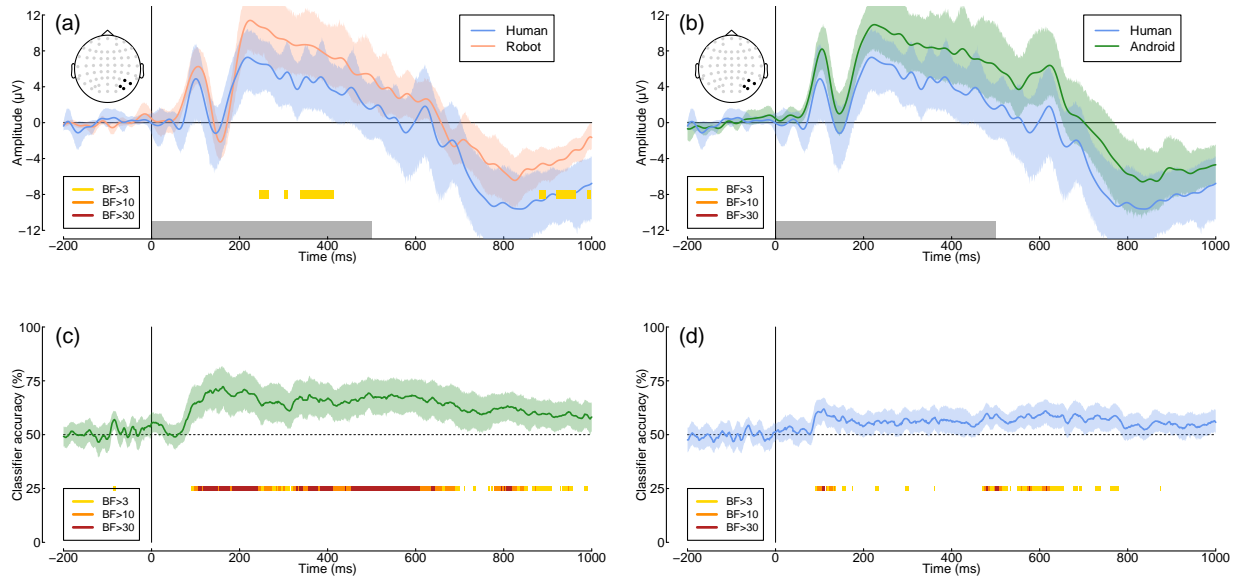 (a)
Human
Robot
12
8
4
0
−4
−8
−12
Amplitude (µV)
BF>3
BF>10
BF>30
−200 0 200 400 600 800 1000
Time (ms)
(b)
Human
Android
12
8
4
0
−4
−8
−12
Amplitude (µV)
BF>3
BF>10
BF>30
−200 0 200 400 600 800 1000
Time (ms)
(c)
100
75
50
25
0
Classifier accuracy (%)
BF>3
BF>10
BF>30
−200 0 200 400 600 800 1000
Time (ms)
(d)
100
75
50
25
0
Classifier accuracy (%)
BF>3
BF>10
BF>30
−200 0 200 400 600 800 1000
Time (ms)